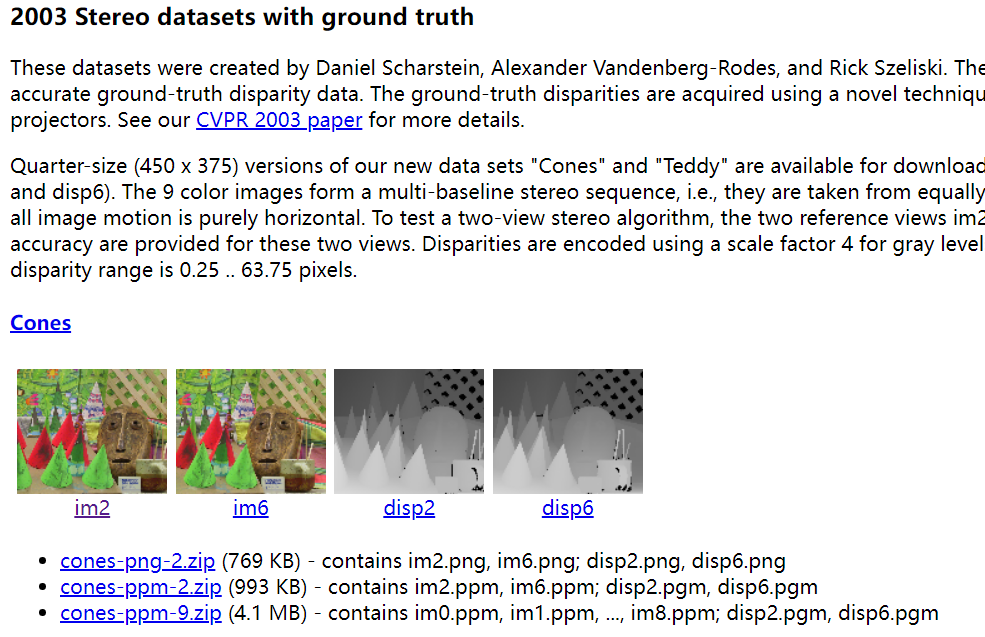 2003 Stereo datasets with ground truth
These datasets were created by Daniel Scharstein, Alexander Vandenberg-Rodes, and Rick Szeliski. The
accurate ground-truth disparity data. The ground-truth disparities are acquired using a novel techniqu
projectors. See our CVPR 2003 paper for more details.
Quarter-size (450 x 375) versions of our new data sets "Cones" and "Teddy" are available for download
and disp6). The 9 color images form a multi-baseline stereo sequence, i.e., they are taken from equally
all image motion is purely horizontal. To test a two-view stereo algorithm, the two reference views im2
accuracy are provided for these two views. Disparities are encoded using a scale factor 4 for gray level
disparity range is 0.25 .. 63.75 pixels.
Cones
im2 im6 disp2 disp6
• cones-png-2.zip (769 KB) - contains im2.png, im6.png; disp2.png, disp6.png
• cones-ppm-2.zip (993 KB) - contains im2.ppm, im6.ppm; disp2.pgm, disp6.pgm
• cones-ppm-9.zip (4.1 MB) - contains im0.ppm, im1.ppm, ..., im8.ppm; disp2.pgm, disp6.pgm